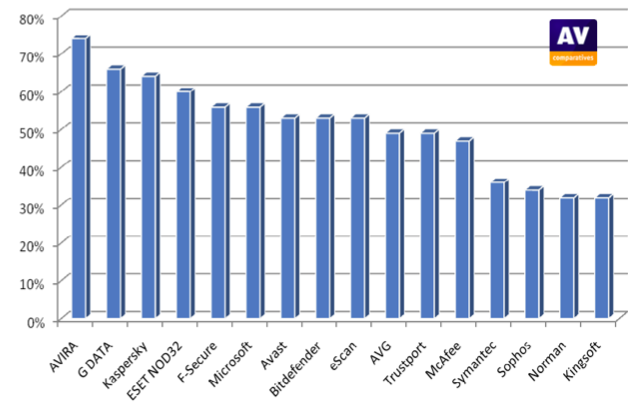 80%
70%
60%
50%
40%
30%
20%
10%
0%
AV
comparatives
AVIRA
G DATA
Kaspersky
ESET NOD32
F-Secure
Microsoft
Avast
Bitdefender
eScan
AVG
Trustport
McAfee
Symantec
Sophos
Norman
Kingsoft